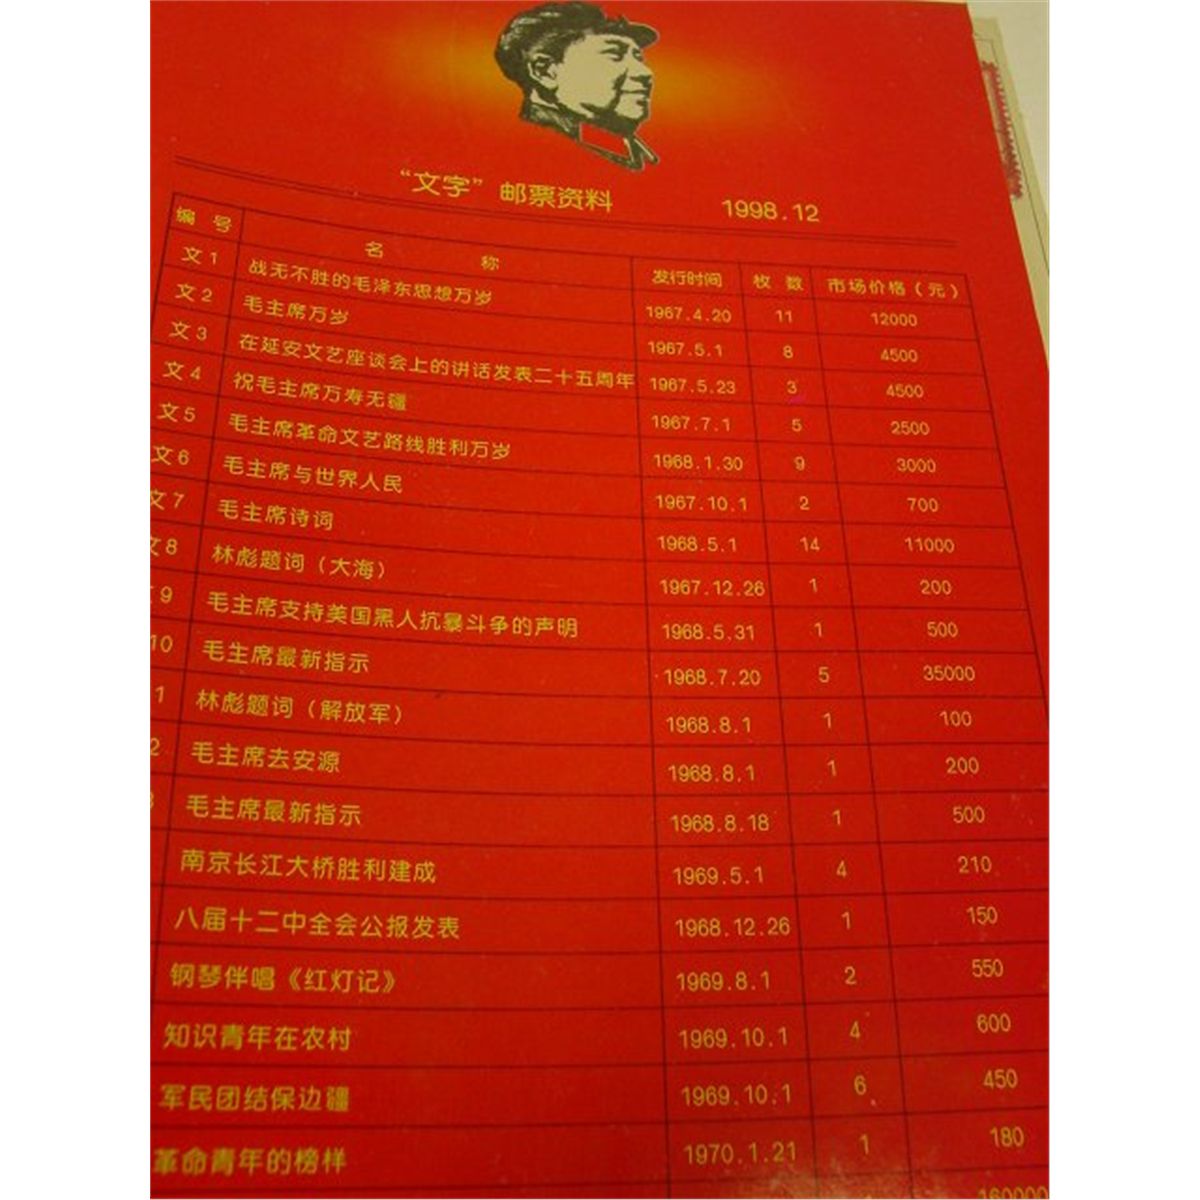 “文字”邮票资料 1998.12
编号 名称 发行时间 枚数 市场价格（元）
文1 战无不胜的毛泽东思想万岁 1967.4.20 11 12000
文2 毛主席万岁 1967.5.1 8 4500
文3 在延安文艺座谈会上的讲话发表二十五周年 1967.5.23 3 4500
文4 祝毛主席万寿无疆 1967.7.1 5 2500
文5 毛主席革命文艺路线胜利万岁 1968.1.30 9 3000
文6 毛主席与世界人民 1967.10.1 2 700
文7 毛主席诗词 1968.5.1 14 11000
文8 林彪题词（大海） 1967.12.26 1 200
9 毛主席支持美国黑人抗暴斗争的声明 1968.5.31 1 500
10 毛主席最新指示 1968.7.20 5 35000
1 林彪题词（解放军） 1968.8.1 1 100
2 毛主席去安源 1968.8.1 1 200
3 毛主席最新指示 1968.8.18 1 500
南京长江大桥胜利建成 1969.5.1 4 210
八届十二中全会公报发表 1968.12.26 1 150
钢琴伴唱《红灯记》 1969.8.1 2 550
知识青年在农村 1969.10.1 4 600
军民团结保边疆 1969.10.1 6 450
革命青年的榜样 1970.1.21 1 180
160000